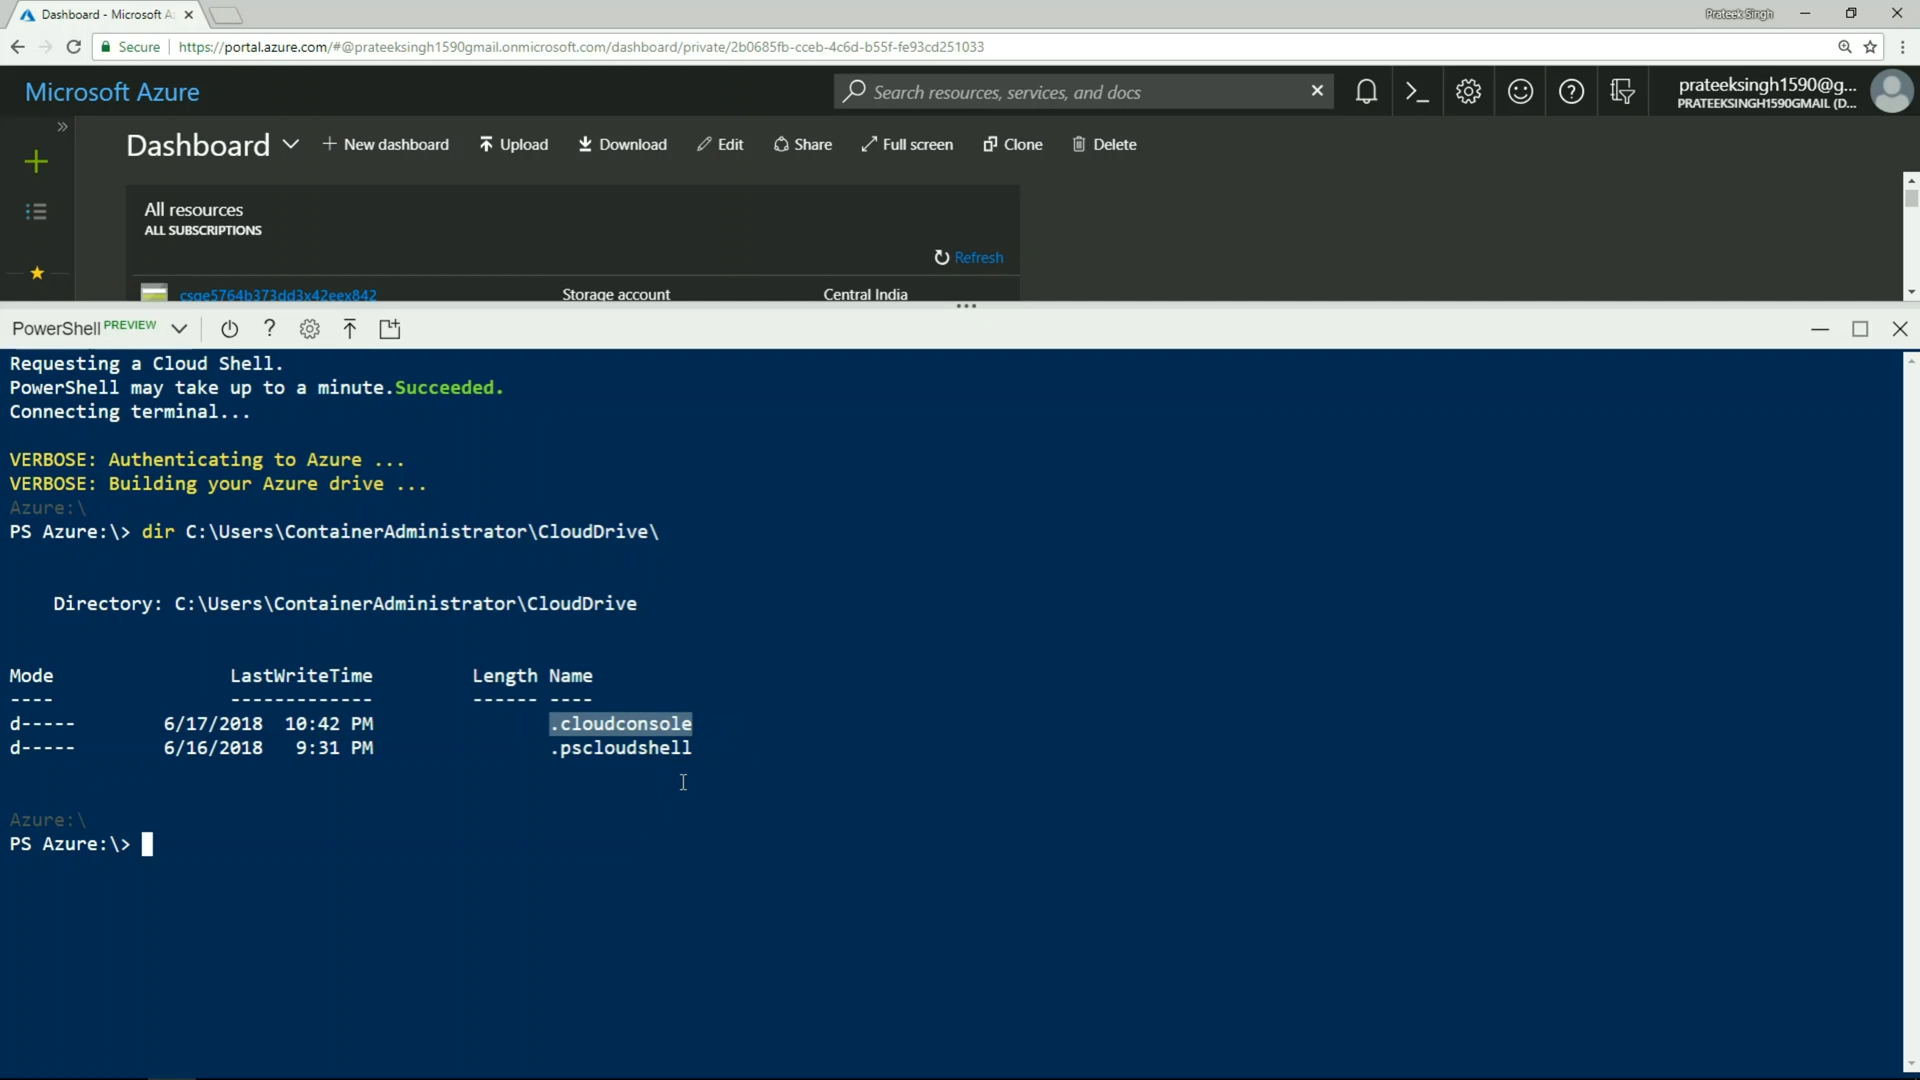 Dashboard - Microsoft A
Prateek Singh
Secure
https://portal.azure.com/#@prateeksingh1590gmail.onmicrosoft.com/dashboard/private/2b0685fb-cceb-4c6d-b55f-fe93cd251033
Microsoft Azure
Search resources, services, and docs
prateeksingh1590@g...
PRATEEKSINGH1590GMAIL (D...
Dashboard
New dashboard
Upload
Download
Edit
Share
Full screen
Clone
Delete
All resources
ALL SUBSCRIPTIONS
Refresh
csge5764b373dd3x42eex842 Storage account Central India
PowerShell PREVIEW
Requesting a Cloud Shell.
PowerShell may take up to a minute.Succeeded.
Connecting terminal...
VERBOSE: Authenticating to Azure ...
VERBOSE: Building your Azure drive ...
Azure:\
PS Azure:\> dir C:\Users\ContainerAdministrator\CloudDrive\
Directory: C:\Users\ContainerAdministrator\CloudDrive
Mode LastWriteTime Length Name
---- ------------- ------ ----
d----- 6/17/2018 10:42 PM .cloudconsole
d----- 6/16/2018 9:31 PM .pscloudshell
Azure:\
PS Azure:\>